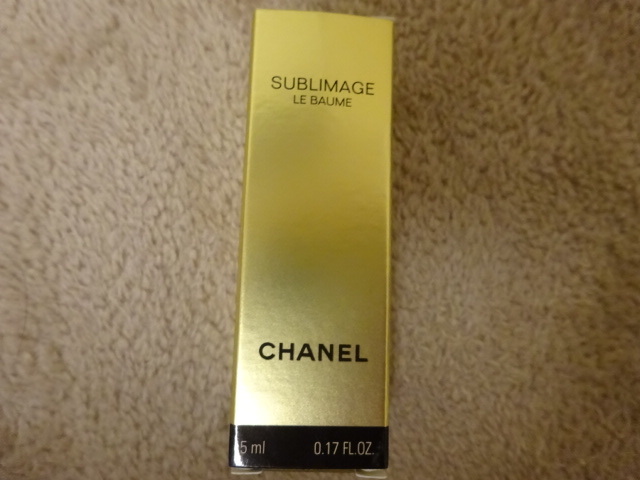 SUBLIMAGE
LE BAUME
CHANEL
5 ml 0.17 FL.OZ.